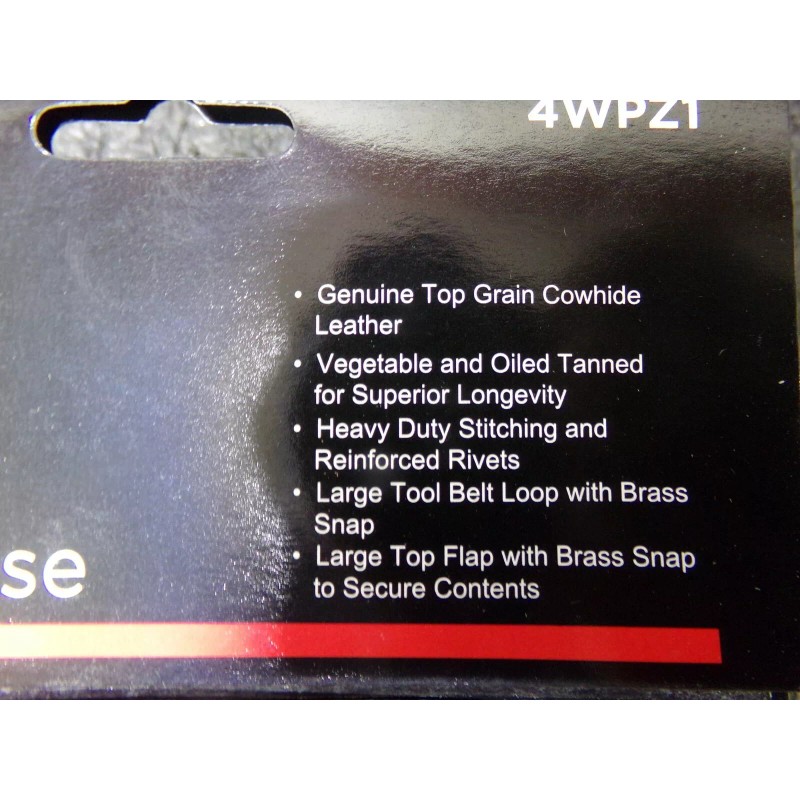 4WPZ1
• Genuine Top Grain Cowhide
Leather
• Vegetable and Oiled Tanned
for Superior Longevity
• Heavy Duty Stitching and
Reinforced Rivets
• Large Tool Belt Loop with Brass
Snap
• Large Top Flap with Brass Snap
to Secure Contents
se